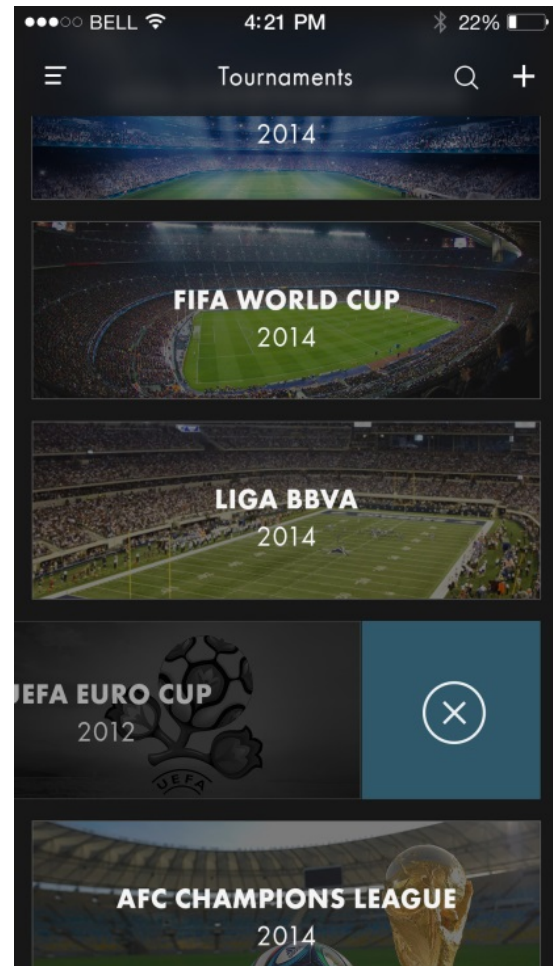 BELL 4:21 PM 22%
Tournaments
2014
FIFA WORLD CUP
2014
LIGA BBVA
2014
UEFA EURO CUP
2012
UEFA
AFC CHAMPIONS LEAGUE
2014